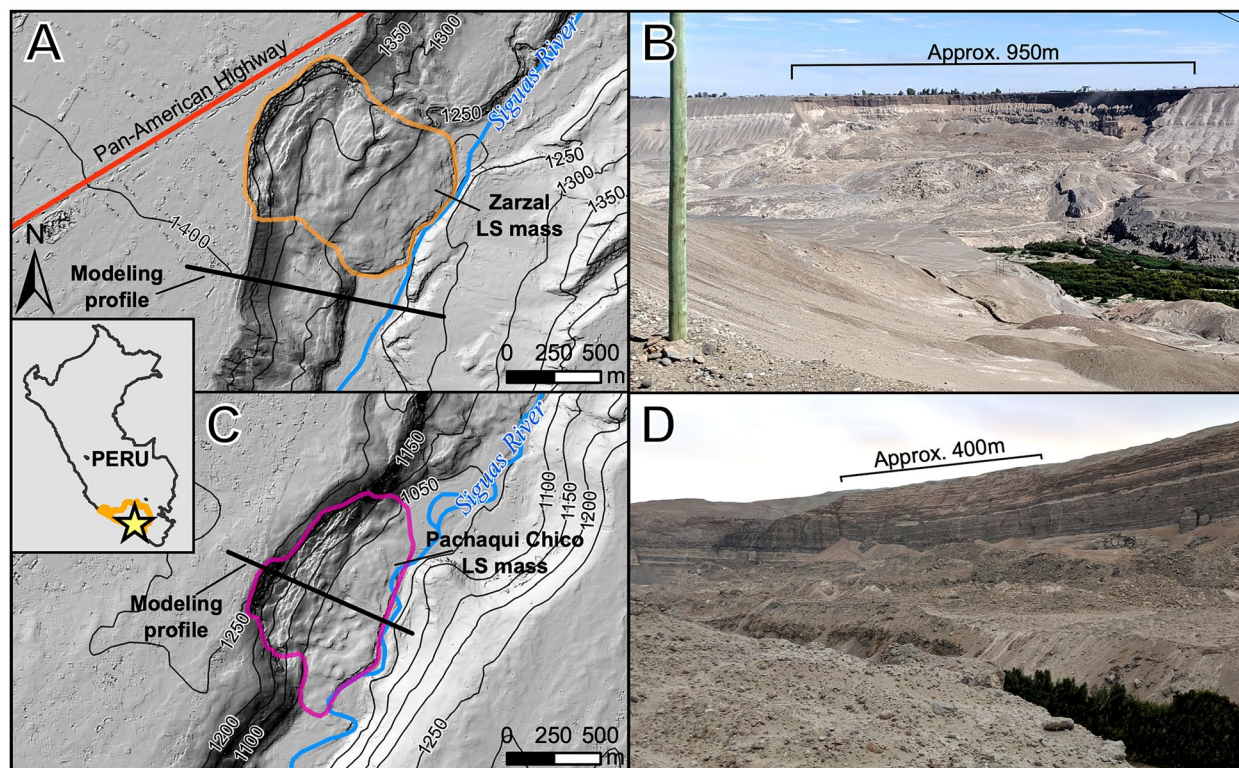 A
Pan-American Highway
1350
1300
Siguas River
1250
1250
1300
1350
Zarzal
LS mass
1400
N
Modeling
profile
0 250 500
m
PERU
B
Approx. 950m
C
1150
1050
Siguas River
1100
1150
1200
Pachaqui Chico
LS mass
Modeling
profile
1250
1200
1100
1250
0 250 500
m
D
Approx. 400m